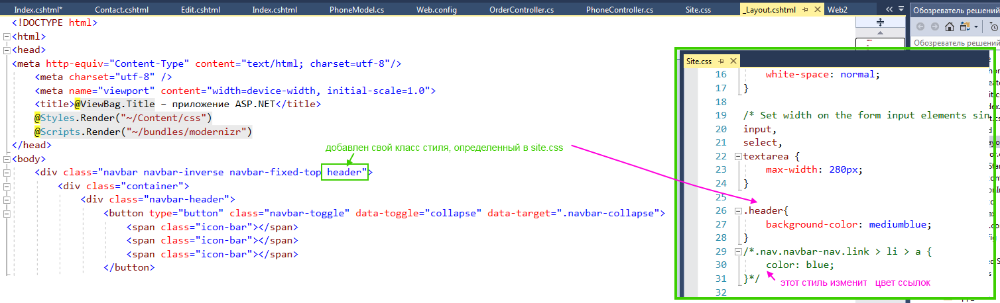 Index.cshtml* Contact.cshtml Edit.cshtml Index.cshtml PhoneModel.cs Web.config OrderController.cs PhoneController.cs Site.css _Layout.cshtml Web2 Обозреватель решений
Обозреватель решений
<!DOCTYPE html>
<html>
<head>
<meta http-equiv="Content-Type" content="text/html; charset=utf-8"/>
<meta charset="utf-8" />
<meta name="viewport" content="width=device-width, initial-scale=1.0">
<title>@ViewBag.Title – приложение ASP.NET</title>
@Styles.Render("~/Content/css")
@Scripts.Render("~/bundles/modernizr")
</head>
<body>
<div class="navbar navbar-inverse navbar-fixed-top header">
<div class="container">
<div class="navbar-header">
<button type="button" class="navbar-toggle" data-toggle="collapse" data-target=".navbar-collapse">
<span class="icon-bar"></span>
<span class="icon-bar"></span>
<span class="icon-bar"></span>
</button>
добавлен свой класс стиля, определенный в site.css
Site.css
16 white-space: normal;
17 }
18
19 /* Set width on the form input elements sin
20 input,
21 select,
22 textarea {
23 max-width: 280px;
24 }
25
26 .header{
27 background-color: mediumblue;
28 }
29 /*.nav.navbar-nav.link > li > a {
30 color: blue;
31 }*/
32
этот стиль изменит цвет ссылок